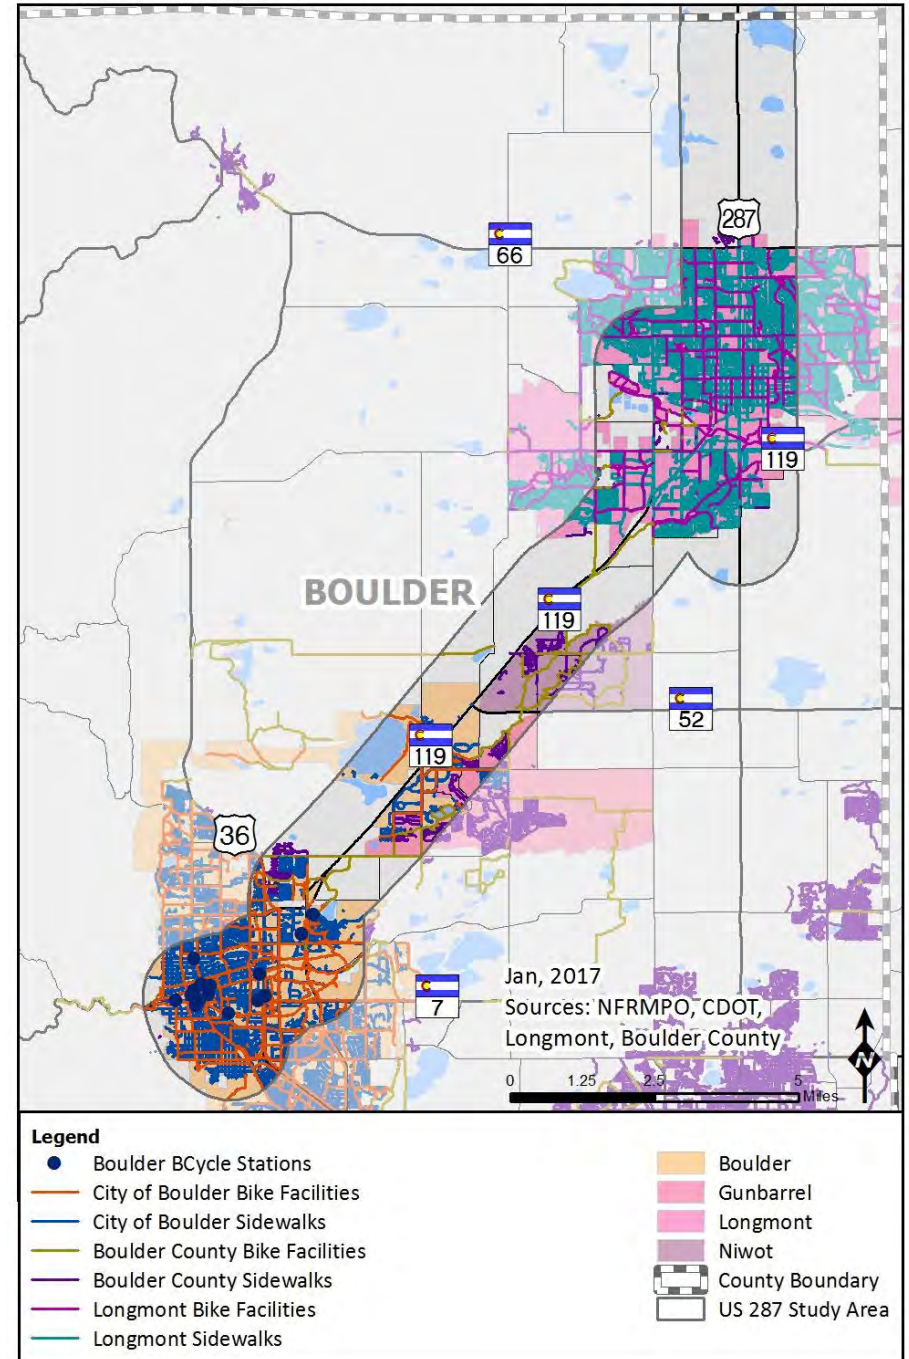 287
66
119
BOULDER
119
52
119
36
7
Jan, 2017
Sources: NFRMPO, CDOT,
Longmont, Boulder County
N
0 1.25 2.5 5
Miles
Legend
Boulder BCycle Stations
City of Boulder Bike Facilities
City of Boulder Sidewalks
Boulder County Bike Facilities
Boulder County Sidewalks
Longmont Bike Facilities
Longmont Sidewalks
Boulder
Gunbarrel
Longmont
Niwot
County Boundary
US 287 Study Area